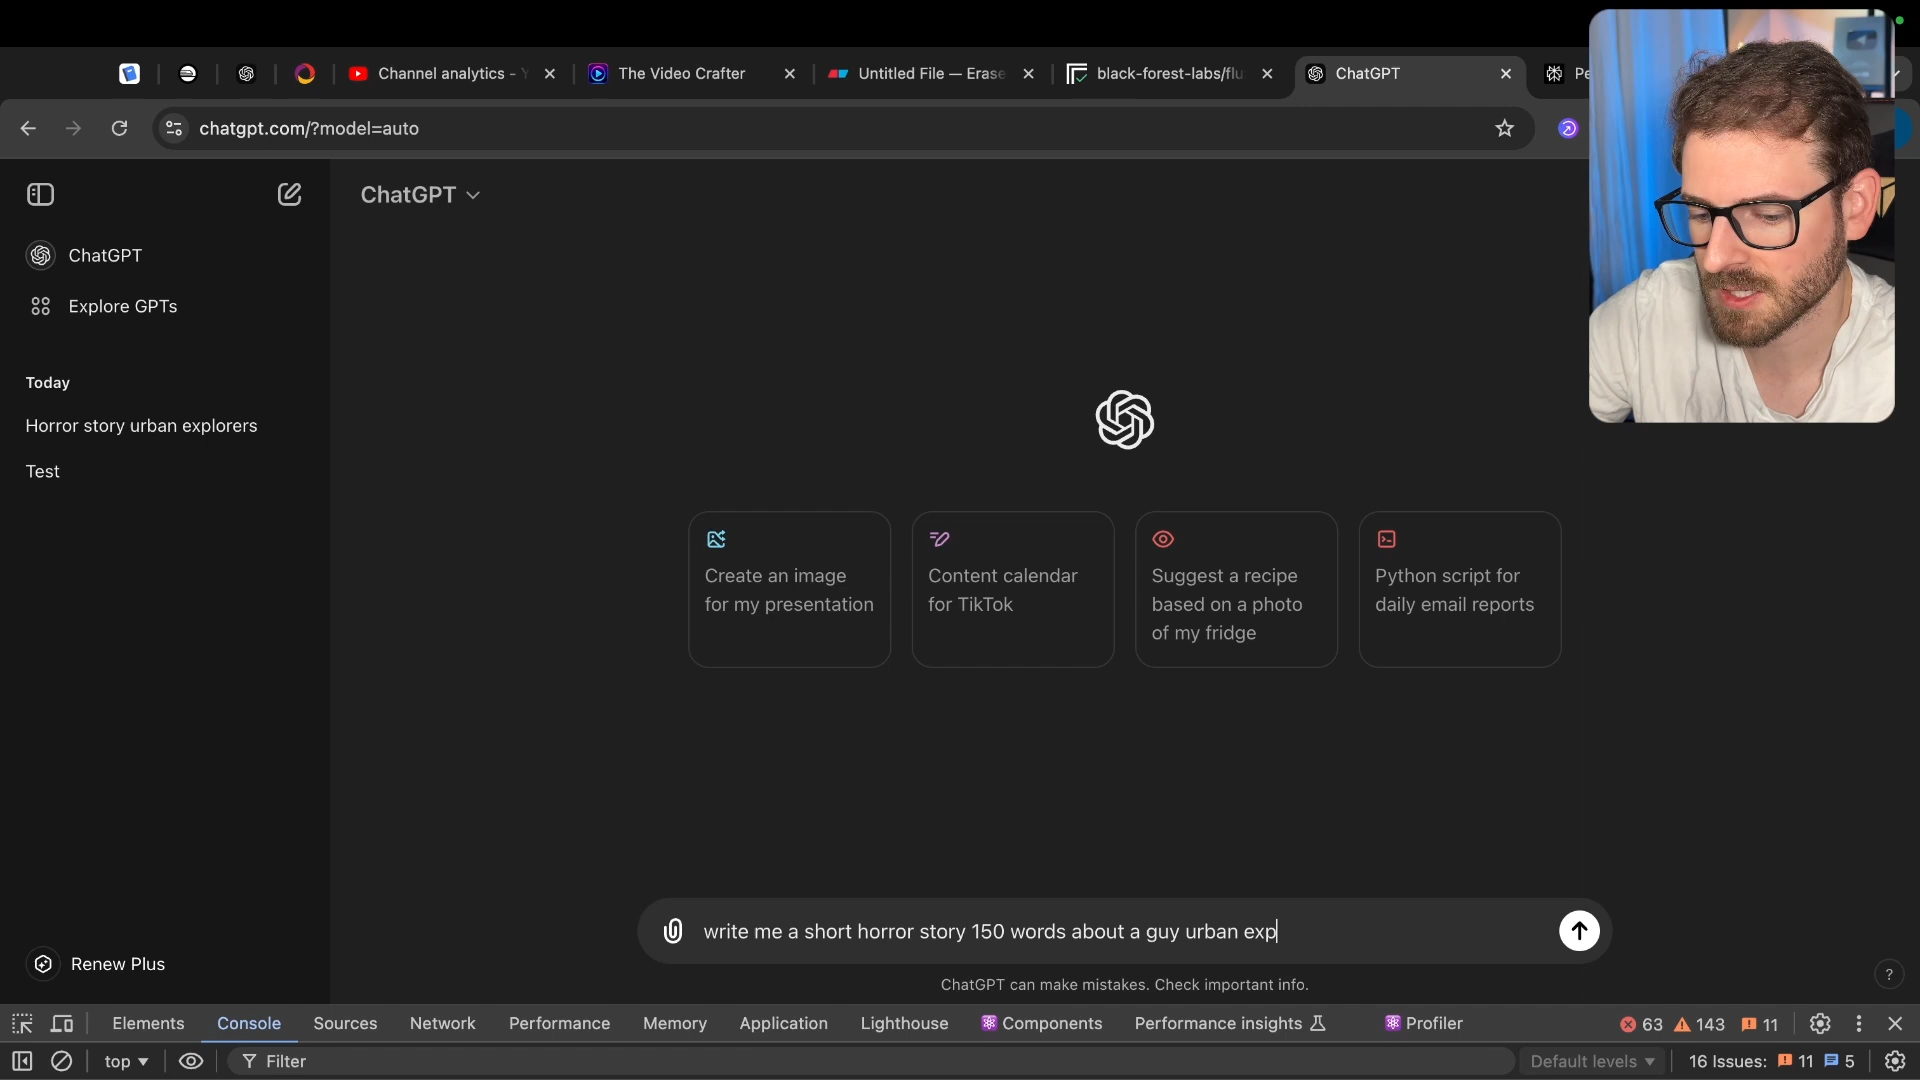 Channel analytics - Y
The Video Crafter
Untitled File — Erase
black-forest-labs/flu
ChatGPT
Pe
chatgpt.com/?model=auto
ChatGPT
ChatGPT
Explore GPTs
Today
Horror story urban explorers
Test
Create an image
for my presentation
Content calendar
for TikTok
Suggest a recipe
based on a photo
of my fridge
Python script for
daily email reports
Renew Plus
write me a short horror story 150 words about a guy urban exp
ChatGPT can make mistakes. Check important info.
?
Elements
Console
Sources
Network
Performance
Memory
Application
Lighthouse
Components
Performance insights
Profiler
63
143
11
top
Filter
Default levels
16 Issues:
11
5